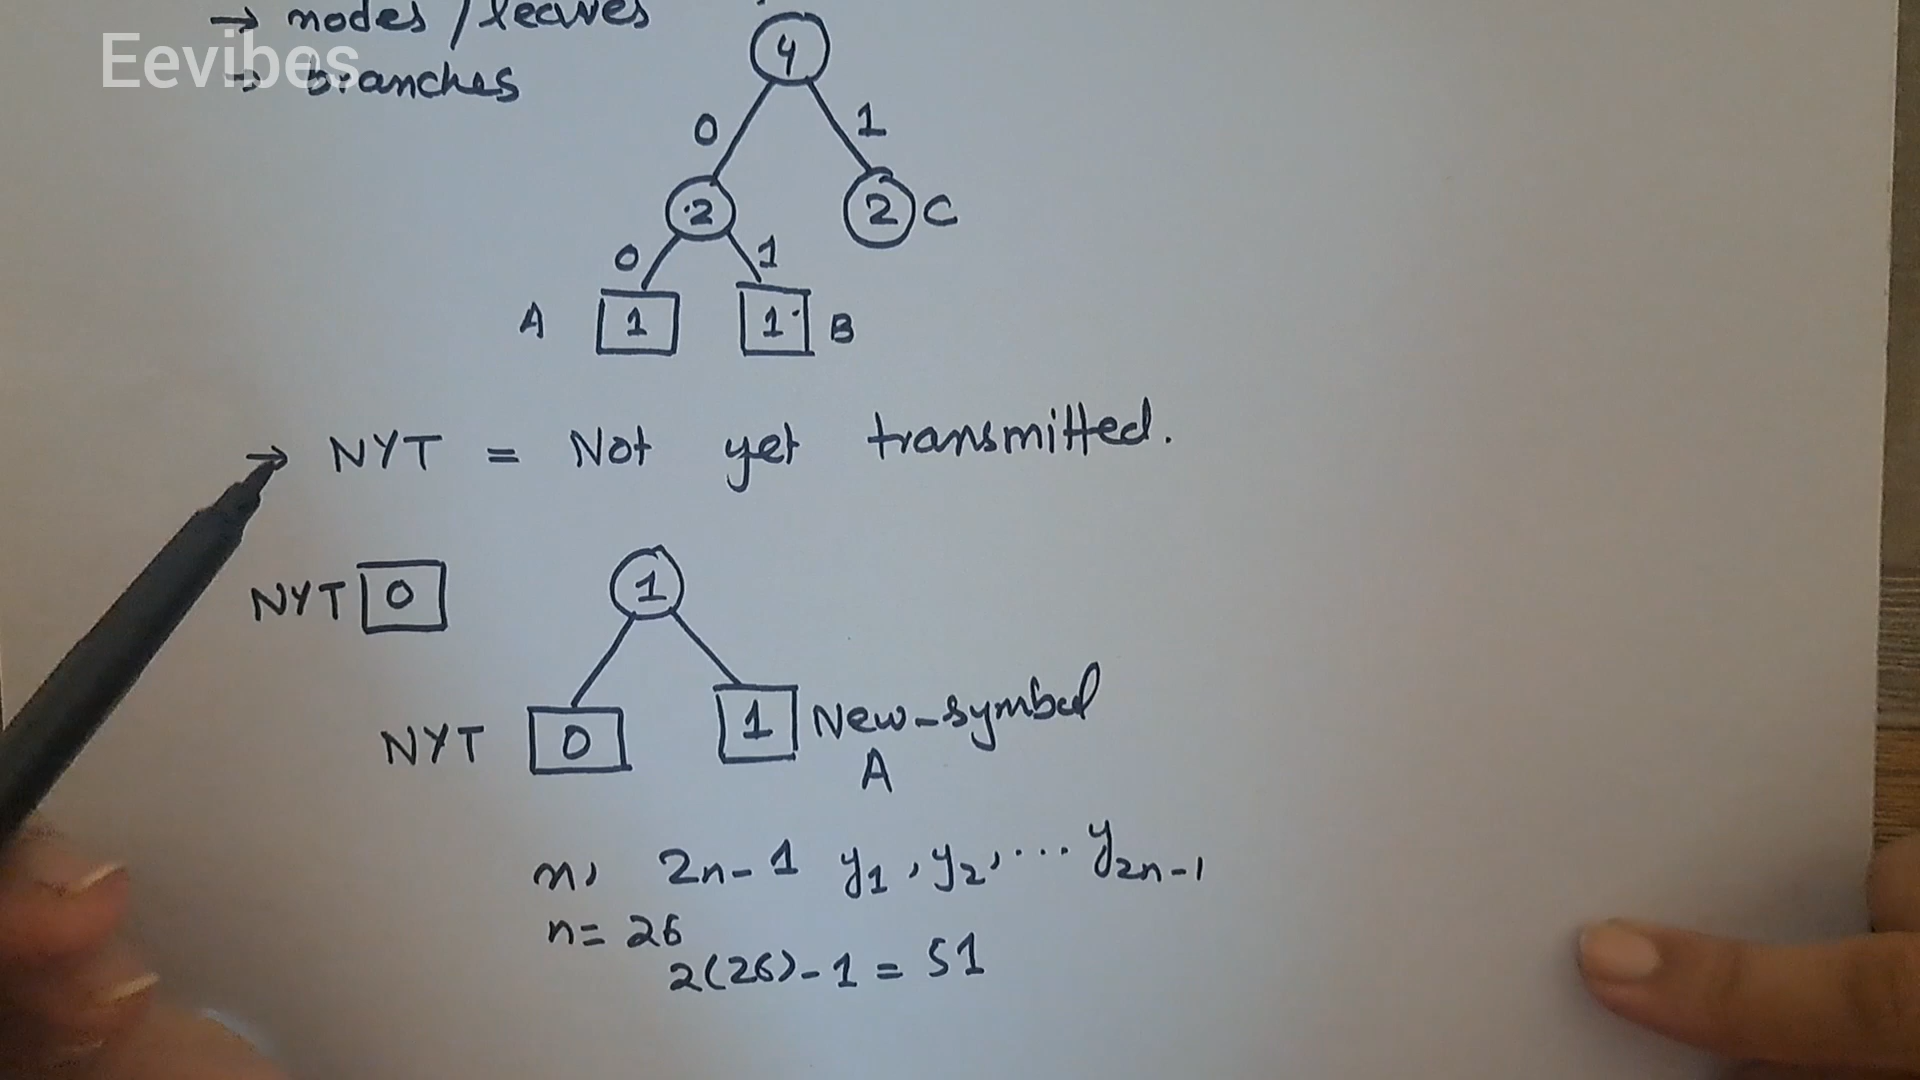 → nodes / leaves
Eevibes
→ branches
4
0 1
2 2 C
0 1
A 1 1 B
→ NYT = Not yet transmitted.
NYT 0
1
NYT 0 1 New-symbol
A
n, 2n-1 y1, y2, ... y2n-1
n = 26
2(26)-1 = 51